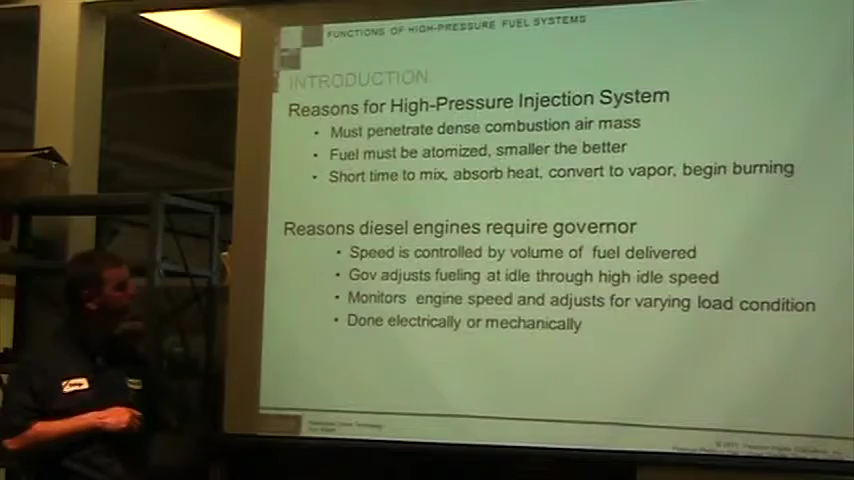 FUNCTIONS OF HIGH-PRESSURE FUEL SYSTEMS
INTRODUCTION
Reasons for High-Pressure Injection System
• Must penetrate dense combustion air mass
• Fuel must be atomized, smaller the better
• Short time to mix, absorb heat, convert to vapor, begin burning
Reasons diesel engines require governor
• Speed is controlled by volume of fuel delivered
• Gov adjusts fueling at idle through high idle speed
• Monitors engine speed and adjusts for varying load condition
• Done electrically or mechanically